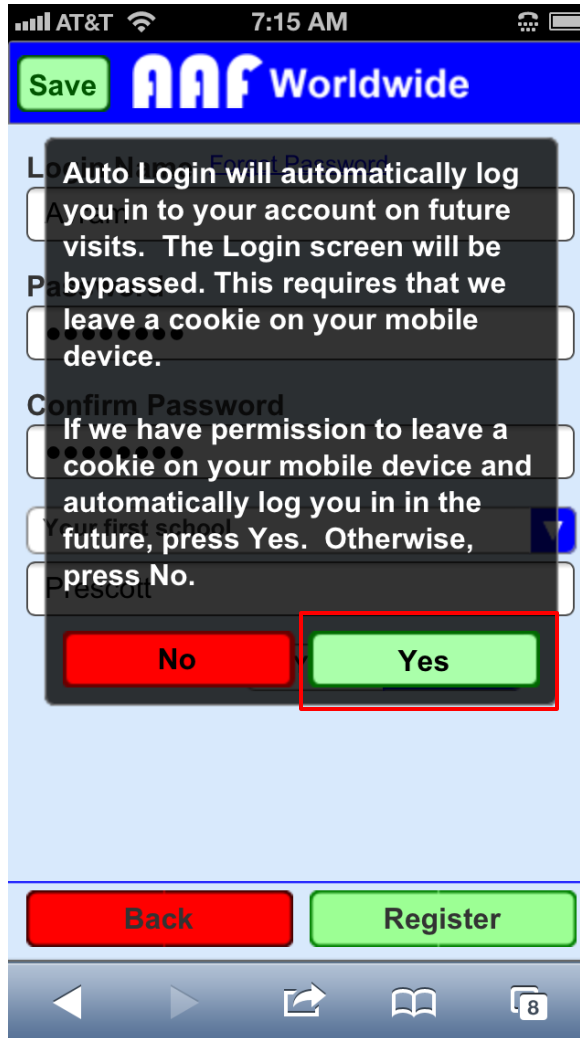 AT&T 7:15 AM
Save AAF Worldwide
Login Name Forgot Password
Auto Login will automatically log
you in to your account on future
visits. The Login screen will be
bypassed. This requires that we
leave a cookie on your mobile
device.
Password
Confirm Password
If we have permission to leave a
cookie on your mobile device and
automatically log you in in the
future, press Yes. Otherwise,
press No.
Your first school
Prescott
No Yes
Back Register
8